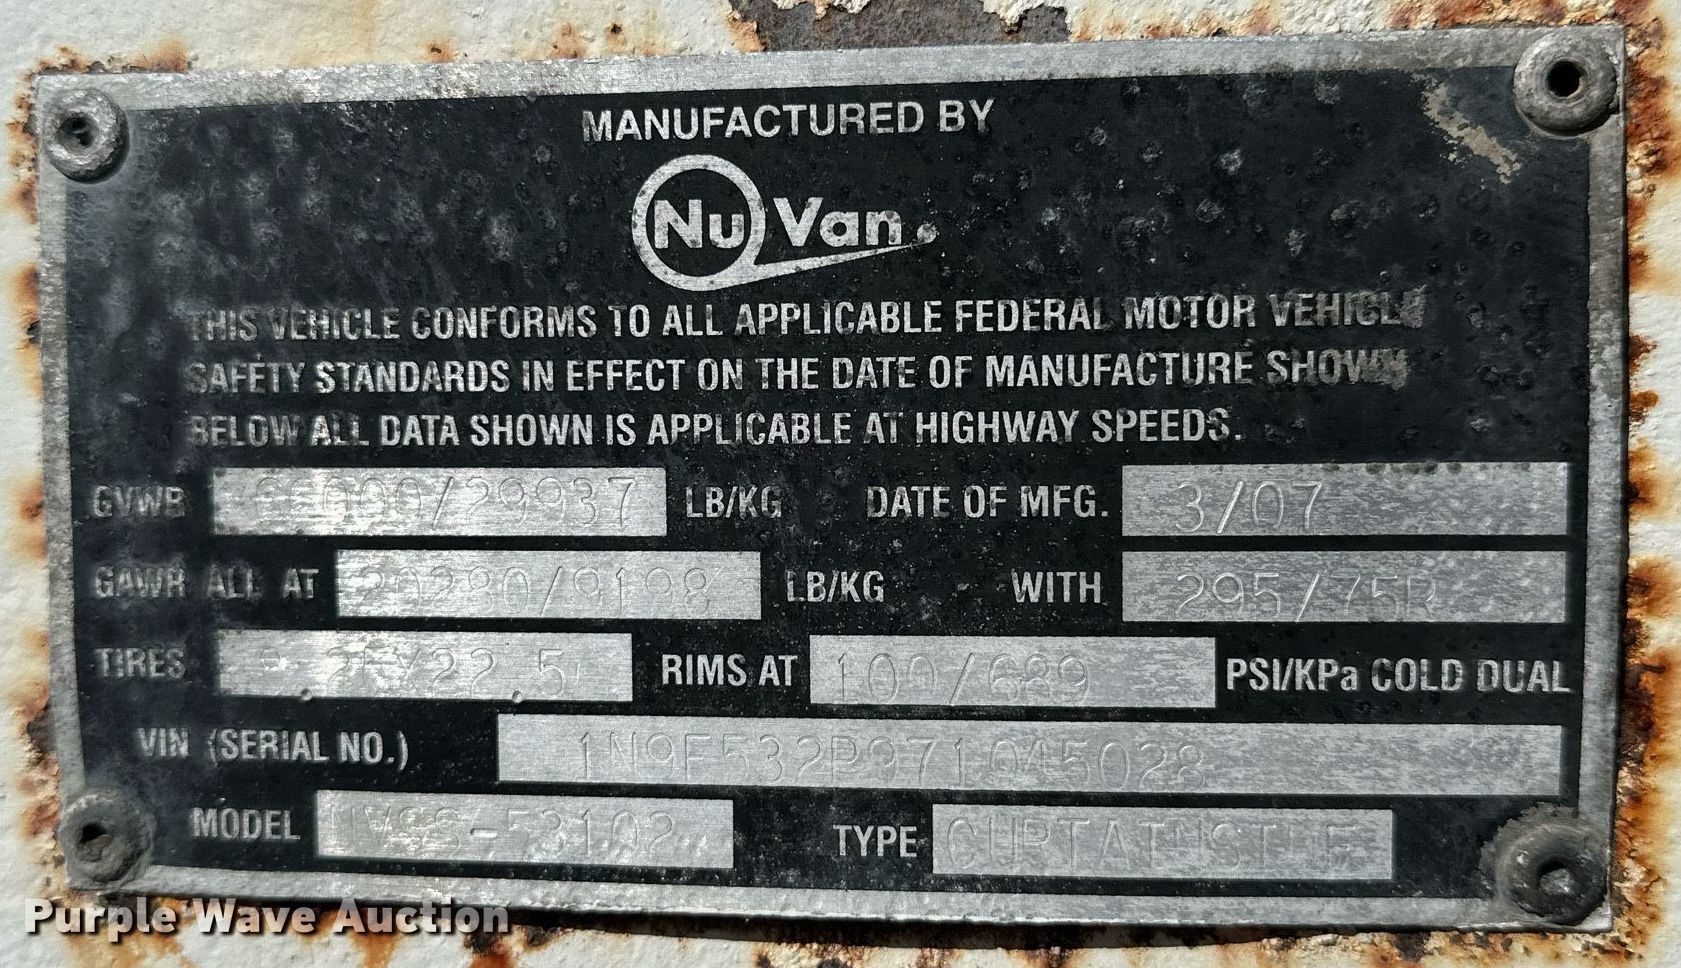 MANUFACTURED BY
Nu Van
THIS VEHICLE CONFORMS TO ALL APPLICABLE FEDERAL MOTOR VEHICLE
SAFETY STANDARDS IN EFFECT ON THE DATE OF MANUFACTURE SHOWN
BELOW ALL DATA SHOWN IS APPLICABLE AT HIGHWAY SPEEDS.
GVWR /29937 LB/KG DATE OF MFG. 3/07
GAWR ALL AT 20280/9198 LB/KG WITH 295/75R
TIRES RIMS AT 100/689 PSI/KPa COLD DUAL
VIN (SERIAL NO.)
MODEL TYPE
Purple Wave Auction